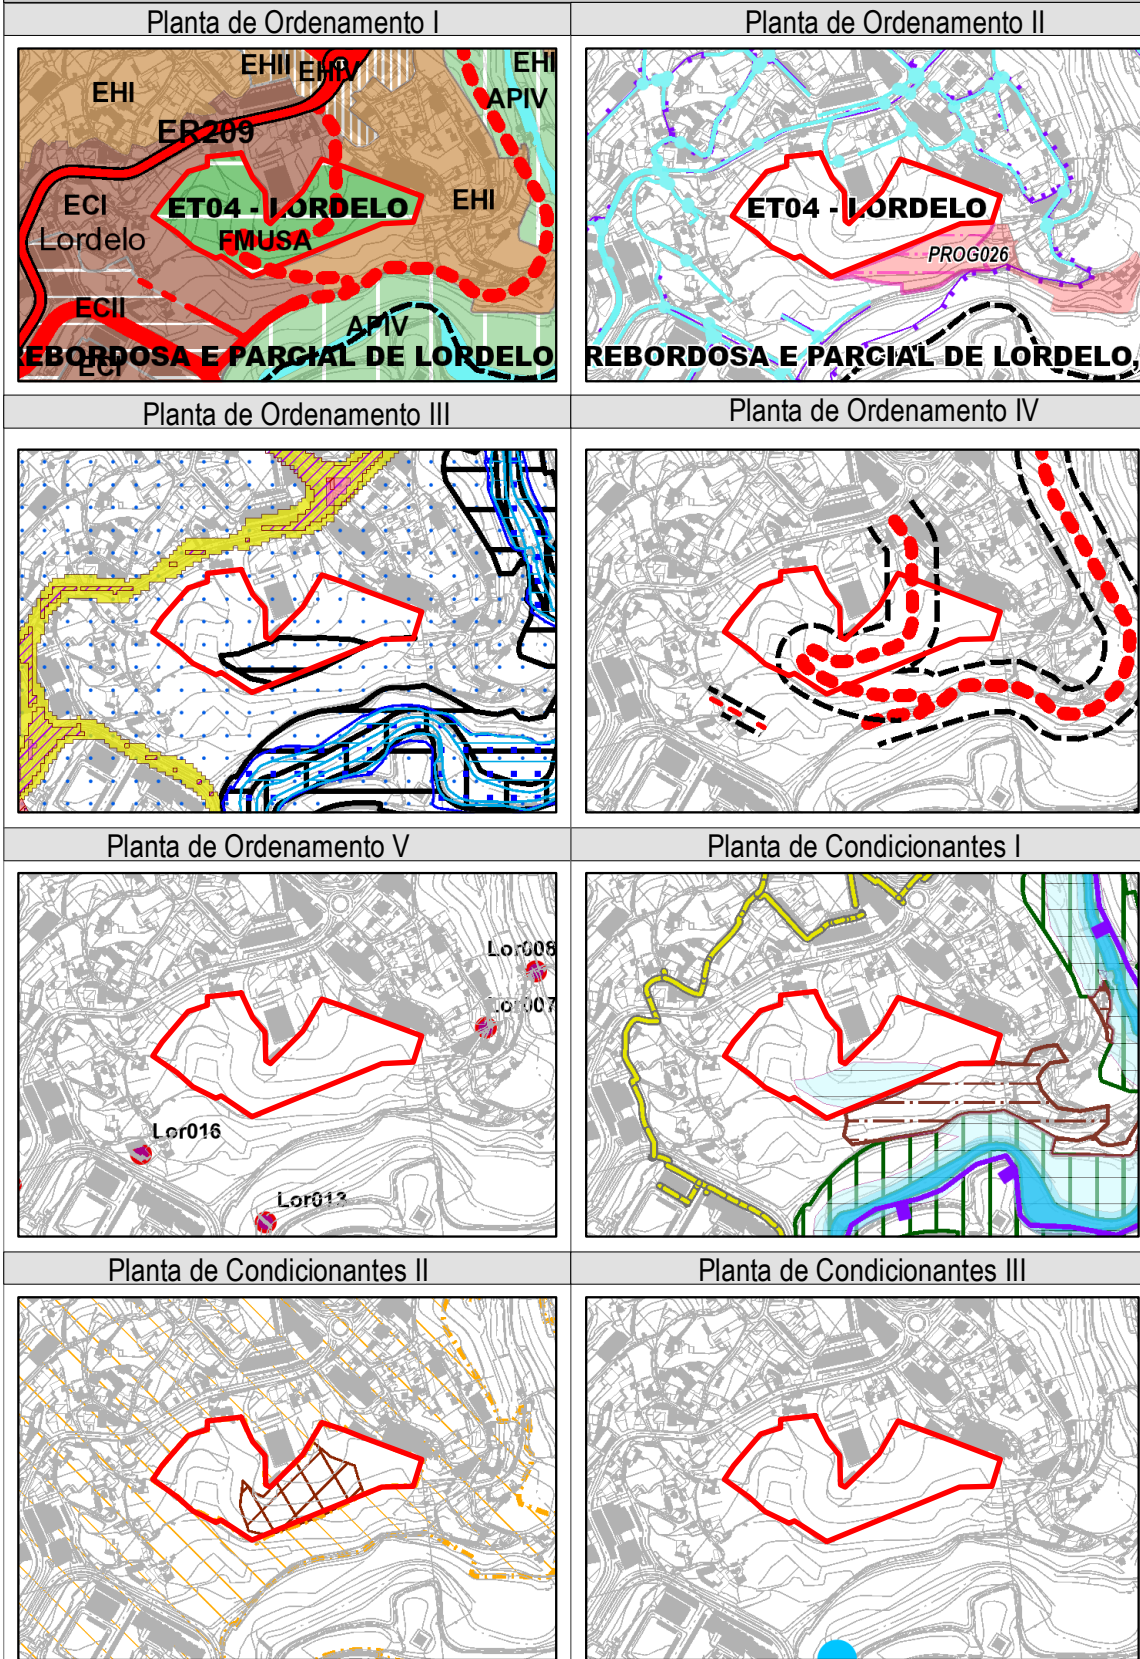 Planta de Ordenamento I
Planta de Ordenamento II
EHII
EHIV
EHI
EHI
APIV
ER209
ECI
Lordelo
ET04 - LORDELO
FMUSA
EHI
ECII
APIV
REBORDOSA E PARCIAL DE LORDELO,
ECI
ET04 - LORDELO
PROG026
REBORDOSA E PARCIAL DE LORDELO,
Planta de Ordenamento III
Planta de Ordenamento IV
Planta de Ordenamento V
Planta de Condicionantes I
Lor008
Lor007
Lor016
Lor013
Planta de Condicionantes II
Planta de Condicionantes III